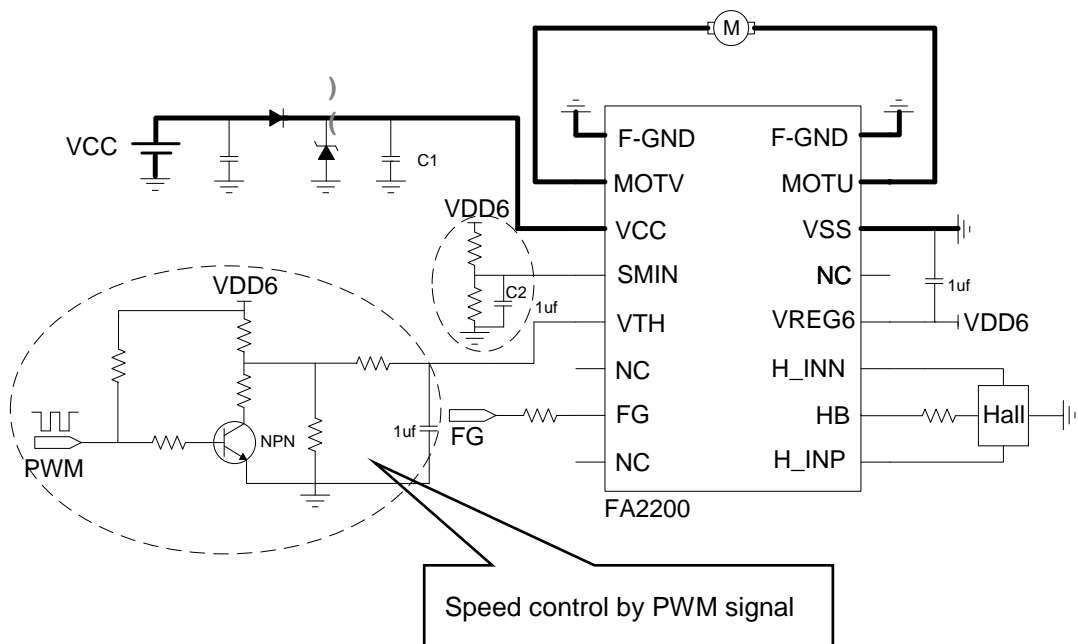 M
VCC
C1
F-GND
F-GND
MOTV
MOTU
VDD6
VCC
VSS
SMIN
NC
C2
1uf
1uf
VDD6
VTH
VREG6
VDD6
NC
H_INN
FG
HB
Hall
PWM
NPN
1uf
FG
NC
H_INP
FA2200
Speed control by PWM signal